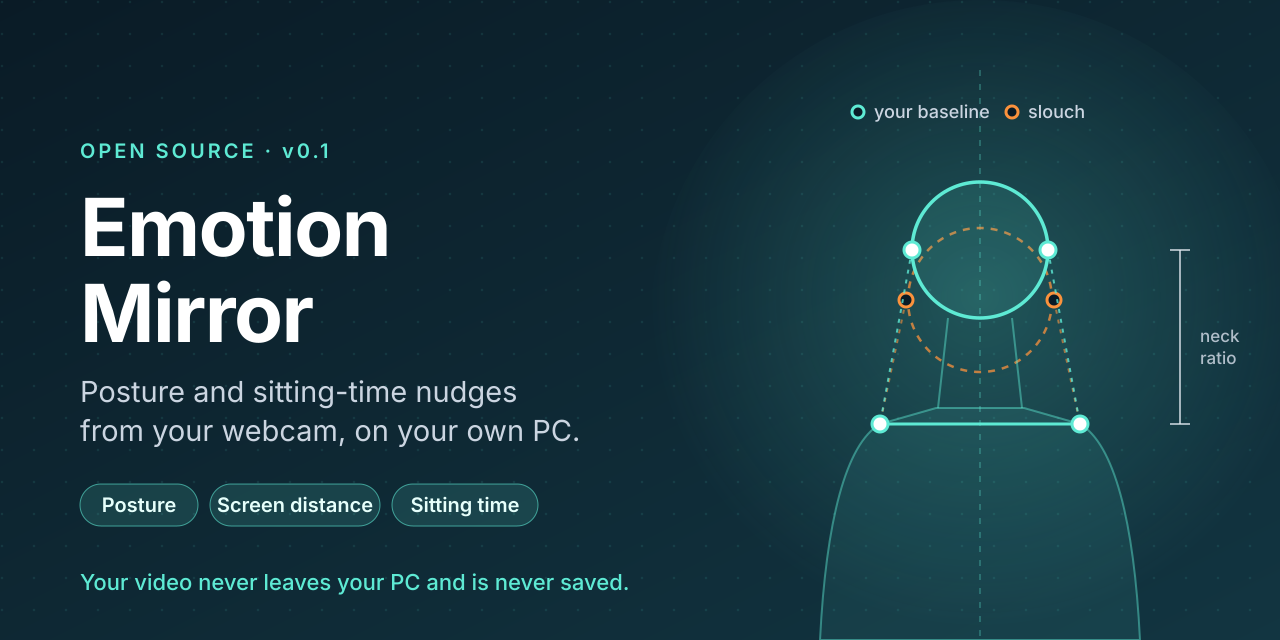 OPEN SOURCE · v0.1
Emotion
Mirror
Posture and sitting-time nudges
from your webcam, on your own PC.
Posture
Screen distance
Sitting time
Your video never leaves your PC and is never saved.
your baseline
slouch
neck
ratio